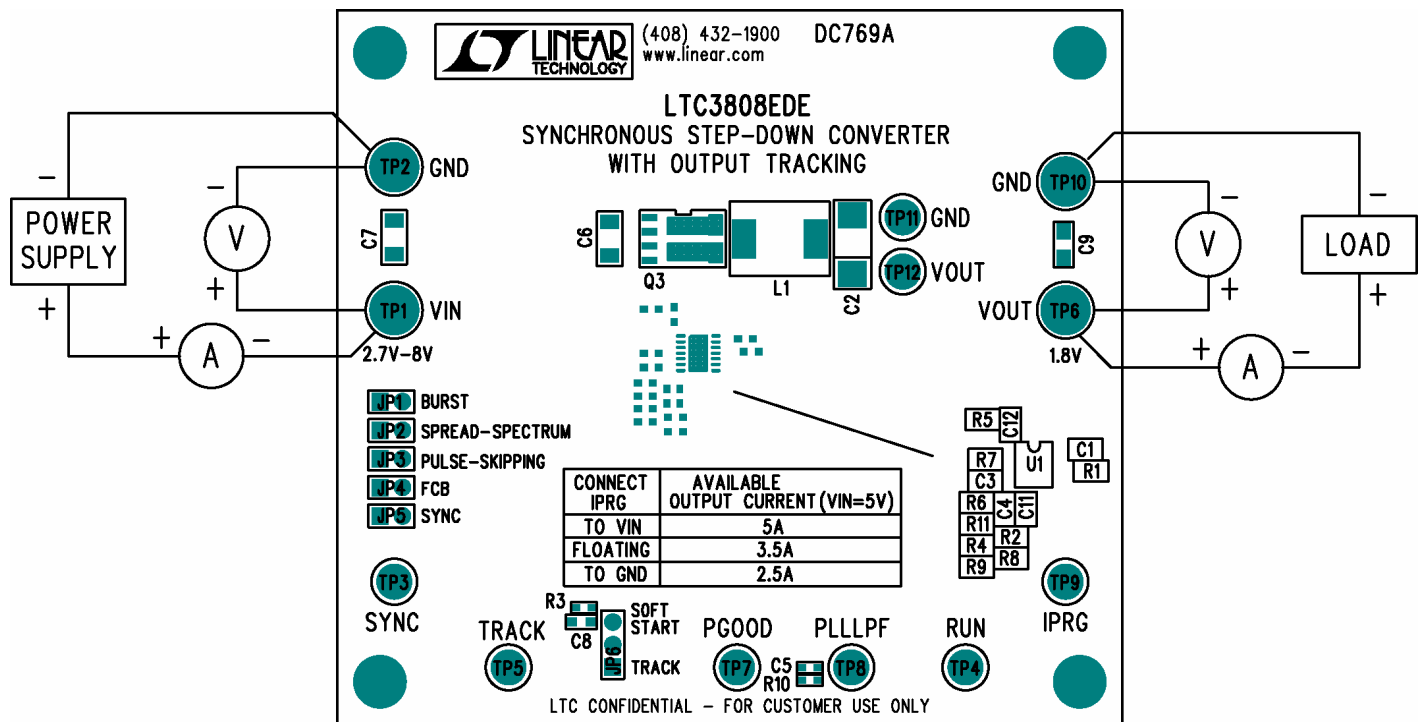 LINEAR
TECHNOLOGY
(408) 432-1900
www.linear.com
DC769A
LTC3808EDE
SYNCHRONOUS STEP-DOWN CONVERTER
WITH OUTPUT TRACKING
-
-
POWER
SUPPLY
+
V
+
+ A -
TP2 GND
C7
TP1 VIN
2.7V-8V
C6
Q3
L1
C2
TP11 GND
TP12 VOUT
GND TP10
C9
VOUT TP6
1.8V
-
-
V
LOAD
+
+
+ A -
JP1 BURST
JP2 SPREAD-SPECTRUM
JP3 PULSE-SKIPPING
JP4 FCB
JP5 SYNC
R5 C12
U1
C1
R1
R7
C3
R6 C4 C11
R11
R4 R2
R9 R8
CONNECT IPRG AVAILABLE OUTPUT CURRENT (VIN=5V)
TO VIN 5A
FLOATING 3.5A
TO GND 2.5A
TP3
SYNC
TP9
IPRG
R3
C8
SOFT
START
JP6
TRACK
TRACK
TP5
PGOOD
TP7
C5
R10
PLLLPF
TP8
RUN
TP4
LTC CONFIDENTIAL - FOR CUSTOMER USE ONLY